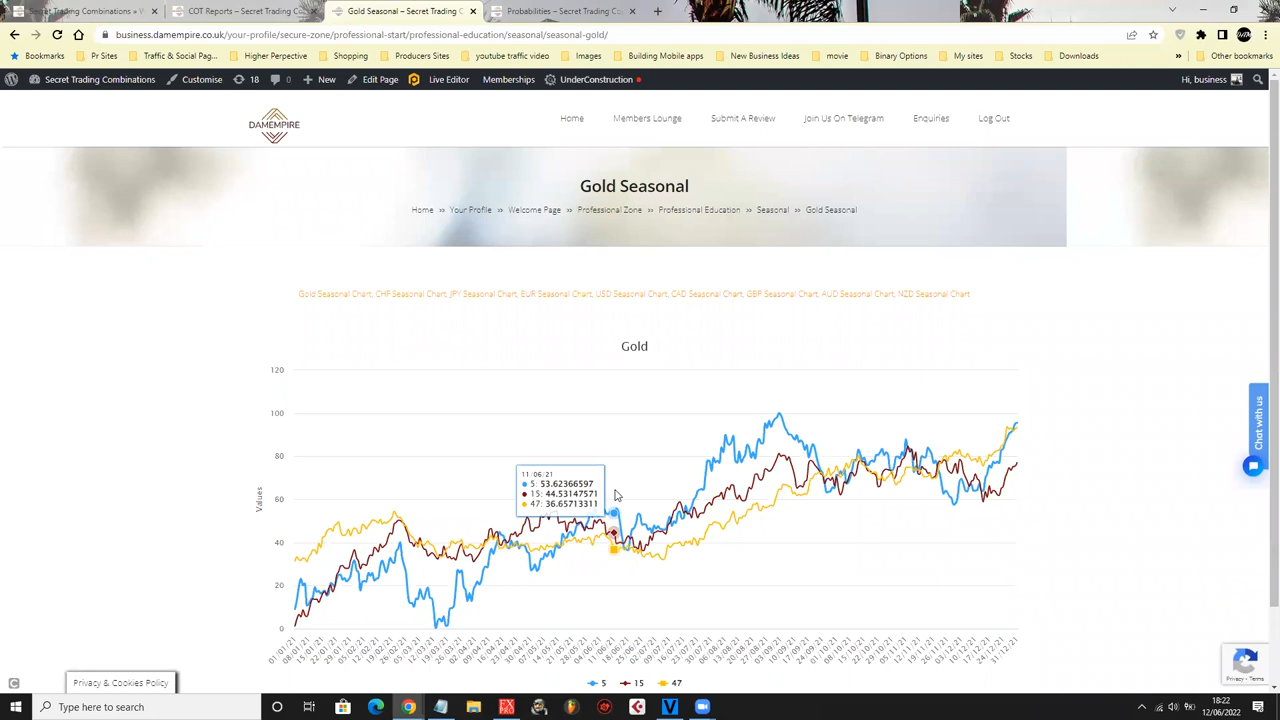 Secret Trading Combinations » V
COT Reports – Secret Trading Co
Gold Seasonal – Secret Trading C
Probabilities – Secret Trading Co
business.damempire.co.uk/your-profile/secure-zone/professional-start/professional-education/seasonal/seasonal-gold/
Bookmarks Pr Sites Traffic & Social Pag... Higher Perpective Shopping Producers Sites youtube traffic video Images Building Mobile apps New Business Ideas movie Binary Options My sites Stocks Downloads » Other bookmarks
Secret Trading Combinations Customise 18 0 + New Edit Page Live Editor Memberships UnderConstruction Hi, business
DAMEMPIRE
Home Members Lounge Submit A Review Join Us On Telegram Enquiries Log Out
Gold Seasonal
Home » Your Profile » Welcome Page » Professional Zone » Professional Education » Seasonal » Gold Seasonal
Gold Seasonal Chart, CHF Seasonal Chart, JPY Seasonal Chart, EUR Seasonal Chart, USD Seasonal Chart, CAD Seasonal Chart, GBP Seasonal Chart, AUD Seasonal Chart, NZD Seasonal Chart
Gold
120
100
80
60
40
20
0
Values
11:06/21
5: 53.62366597
15: 44.53147571
47: 36.65713311
Chat with us
5 15 47
Privacy & Cookies Policy
Privacy - Terms
Type here to search
18:22
12/06/2022